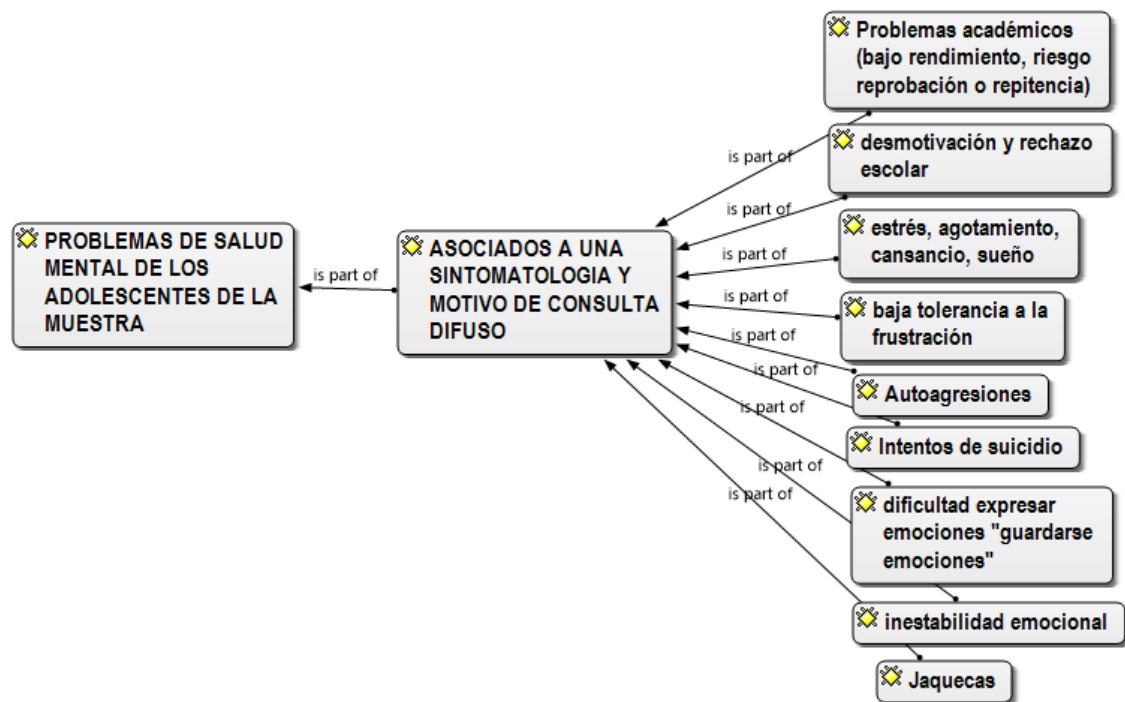 Problemas académicos
(bajo rendimiento, riesgo
reprobación o repitencia)
is part of
desmotivación y rechazo
escolar
is part of
estrés, agotamiento,
cansancio, sueño
is part of
PROBLEMAS DE SALUD
MENTAL DE LOS
ADOLESCENTES DE LA
MUESTRA
is part of
ASOCIADOS A UNA
SINTOMATOLOGIA Y
MOTIVO DE CONSULTA
DIFUSO
is part of
baja tolerancia a la
frustración
is part of
Autoagresiones
is part of
Intentos de suicidio
is part of
dificultad expresar
emociones "guardarse
emociones"
is part of
inestabilidad emocional
is part of
Jaquecas